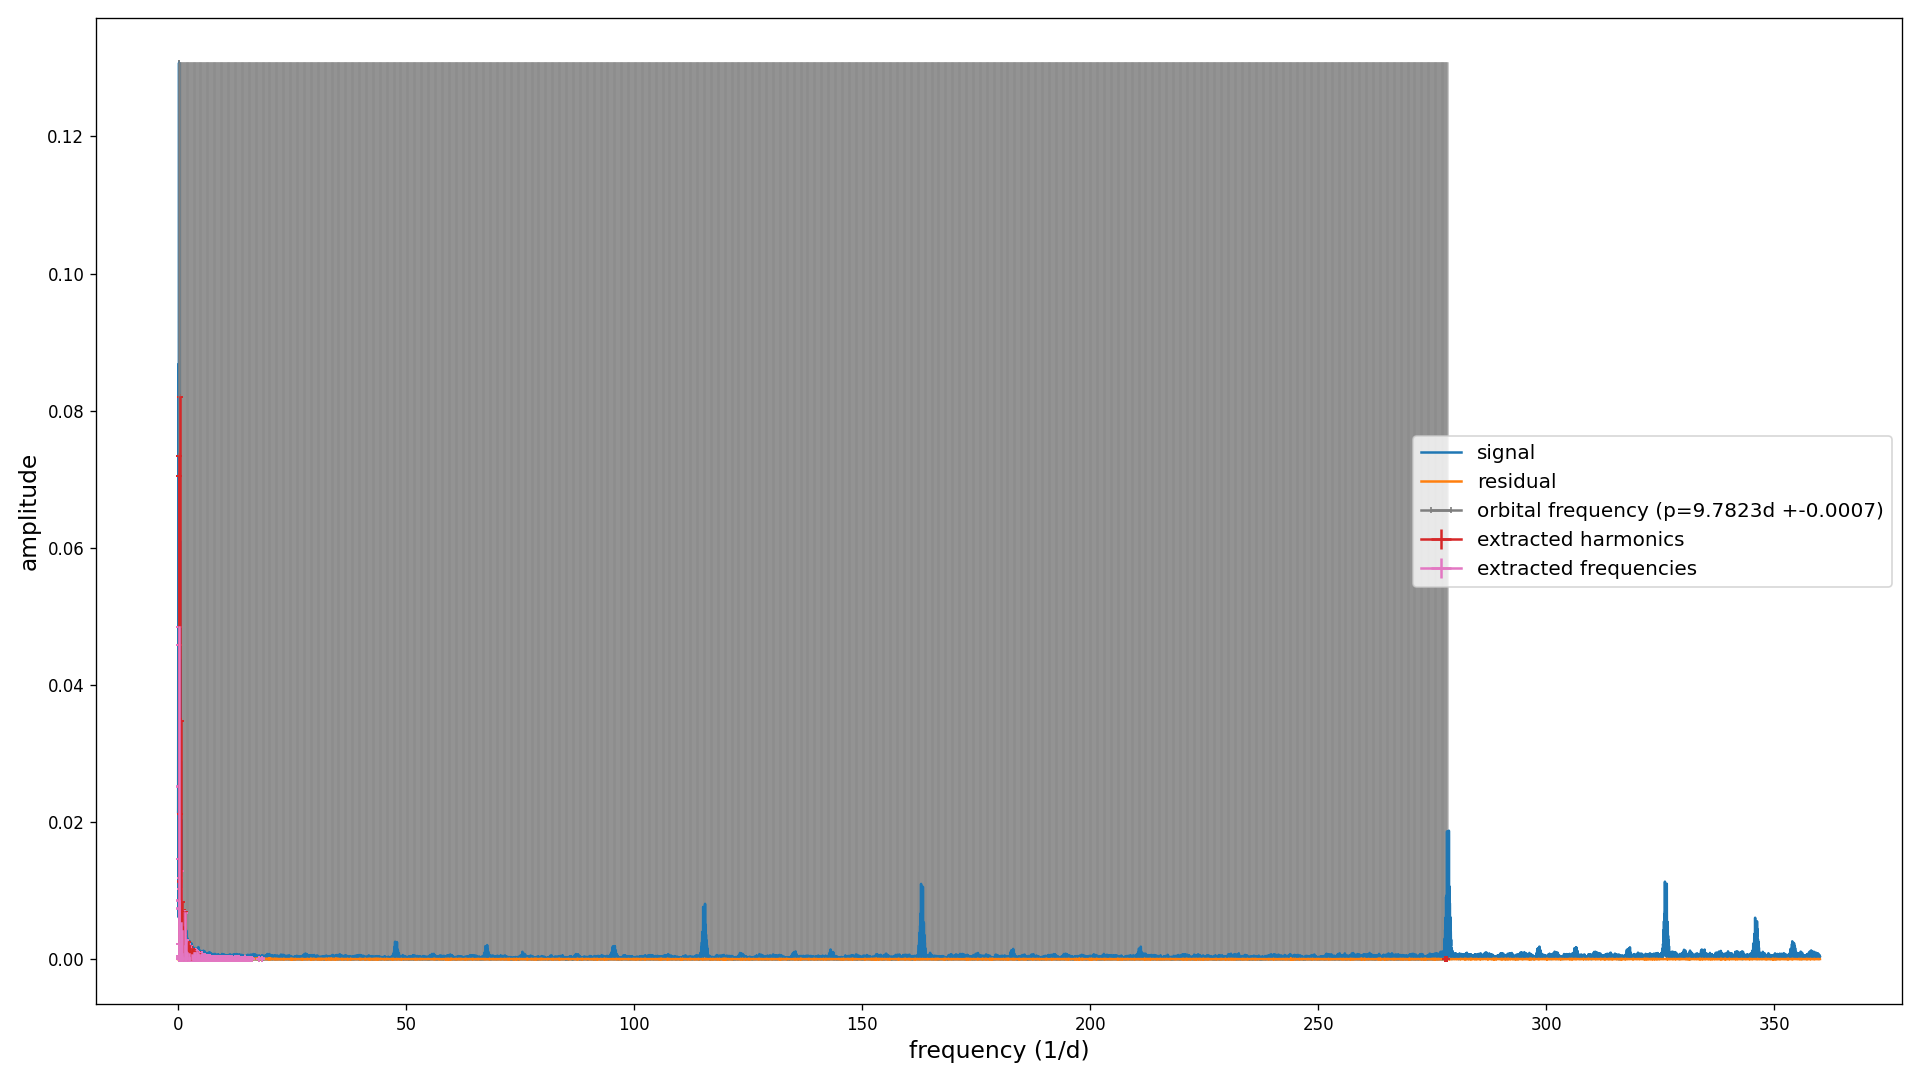 0.12
0.10
0.08
0.06
0.04
0.02
0.00
amplitude
0 50 100 150 200 250 300 350
frequency (1/d)
signal
residual
orbital frequency (p=9.7823d +-0.0007)
extracted harmonics
extracted frequencies